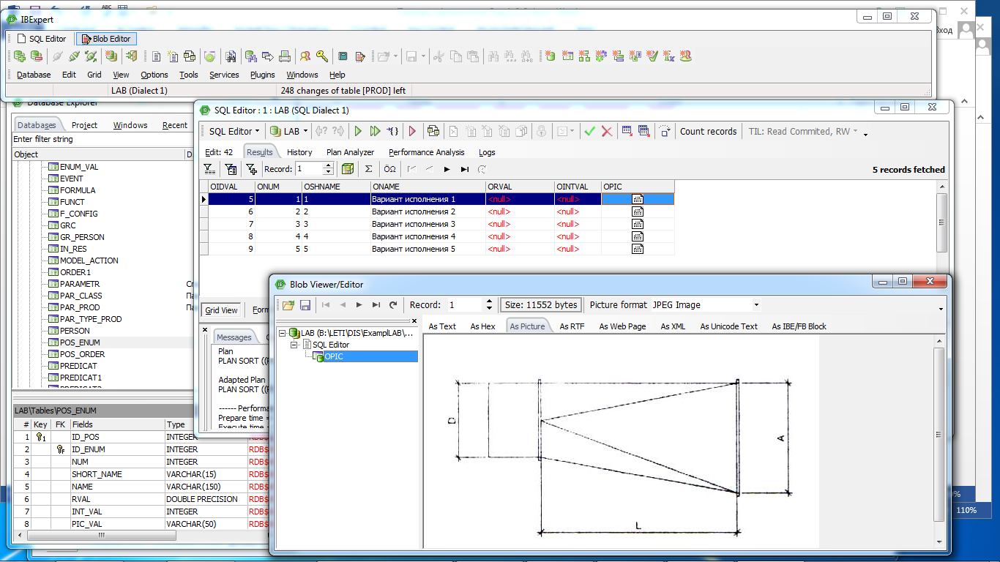 ABC
IBExpert
Вход
SQL Editor Blob Editor
Database Edit Grid View Options Tools Services Plugins Windows Help
LAB (Dialect 1) 248 changes of table [PROD] left
Database Explorer
Databases Project Windows Recent
Enter filter string
Object D
ENUM_VAL
EVENT
FORMULA
FUNCT
F_CONFIG
GRC
GR_PERSON
IN_RES
MODEL_ACTION
ORDER1
PARAMETR
PAR_CLASS
PAR_PROD
PAR_TYPE_PROD
PERSON
POS_ENUM
POS_ORDER
PREDICAT
PREDICAT1
LAB\Tables\POS_ENUM
# Key FK Fields Type
1 1 ID_POS INTEGER RDB$
2 F ID_ENUM INTEGER RDB$
3 NUM INTEGER RDB$
4 SHORT_NAME VARCHAR(15) RDB$
5 NAME VARCHAR(150) RDB$
6 RVAL DOUBLE PRECISION RDB$
7 INT_VAL INTEGER RDB$
8 PIC_VAL VARCHAR(50) RDB$
SQL Editor : 1 : LAB (SQL Dialect 1)
SQL Editor LAB Count records TIL: Read Commited, RW
Edit: 42 Results History Plan Analyzer Performance Analysis Logs
Record: 1 Σ ÖΩ 5 records fetched
OIDVAL ONUM OSHNAME ONAME ORVAL OINTVAL OPIC
5 1 1 Вариант исполнения 1 <null> <null>
6 2 2 Вариант исполнения 2 <null> <null>
7 3 3 Вариант исполнения 3 <null> <null>
8 4 4 Вариант исполнения 4 <null> <null>
9 5 5 Вариант исполнения 5 <null> <null>
Grid View Form
Messages
Plan
PLAN SORT ((
Adapted Plan
PLAN SORT ((
------ Performa
Prepare time =
Execute time =
Blob Viewer/Editor
Record: 1 Size: 11552 bytes Picture format JPEG Image
LAB (B:\LETI\DIS\ExamplLAB\...
SQL Editor
OPIC
As Text As Hex As Picture As RTF As Web Page As XML As Unicode Text As IBE/FB Block
D
A
L
110%